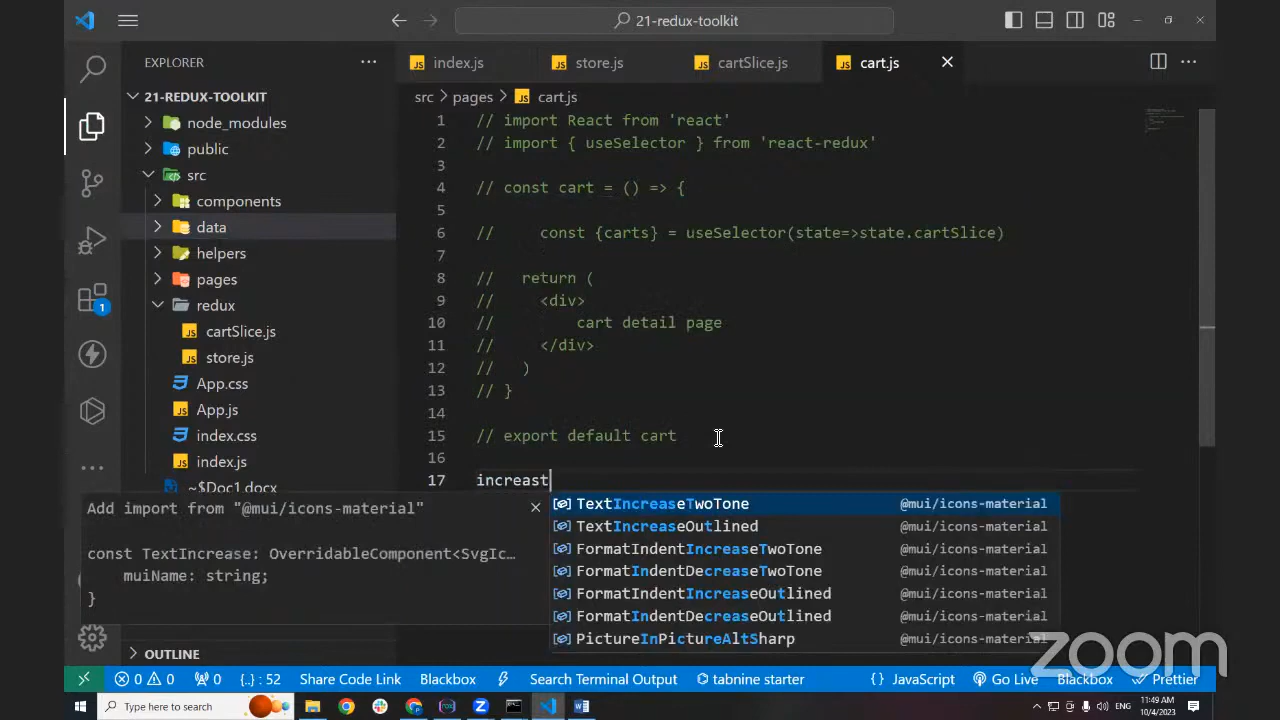 21-redux-toolkit
EXPLORER
index.js
store.js
cartSlice.js
cart.js
21-REDUX-TOOLKIT
src
pages
cart.js
node_modules
public
src
components
data
helpers
pages
redux
cartSlice.js
store.js
App.css
App.js
index.css
index.js
~$Doc1.docx
1 // import React from 'react'
2 // import { useSelector } from 'react-redux'
3
4 // const cart = () => {
5
6 // const {carts} = useSelector(state=>state.cartSlice)
7
8 // return (
9 // <div>
10 // cart detail page
11 // </div>
12 // )
13 // }
14
15 // export default cart
16
17 increast
Add import from "@mui/icons-material"
const TextIncrease: OverridableComponent<SvgIc…
muiName: string;
}
TextIncreaseTwoTone @mui/icons-material
TextIncreaseOutlined @mui/icons-material
FormatIndentIncreaseTwoTone @mui/icons-material
FormatIndentDecreaseTwoTone @mui/icons-material
FormatIndentIncreaseOutlined @mui/icons-material
FormatIndentDecreaseOutlined @mui/icons-material
PictureInPictureAltSharp @mui/icons-material
1
OUTLINE
zoom
0 0 0 {..} : 52 Share Code Link Blackbox Search Terminal Output tabnine starter { } JavaScript Go Live Blackbox Prettier
Type here to search
ENG
11:49 AM
10/4/2023